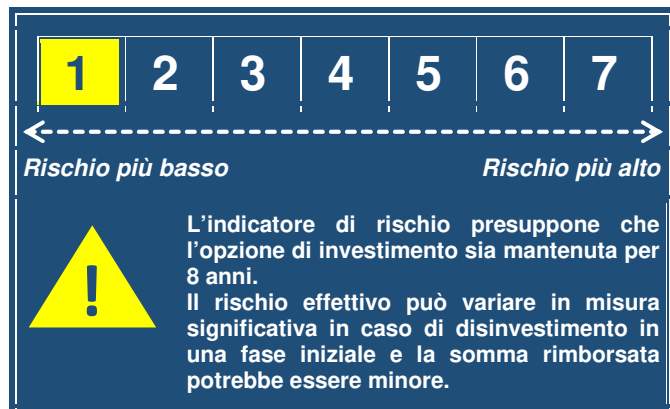 1 2 3 4 5 6 7
Rischio più basso Rischio più alto
L'indicatore di rischio presuppone che
l'opzione di investimento sia mantenuta per
8 anni.
Il rischio effettivo può variare in misura
significativa in caso di disinvestimento in
una fase iniziale e la somma rimborsata
potrebbe essere minore.
!